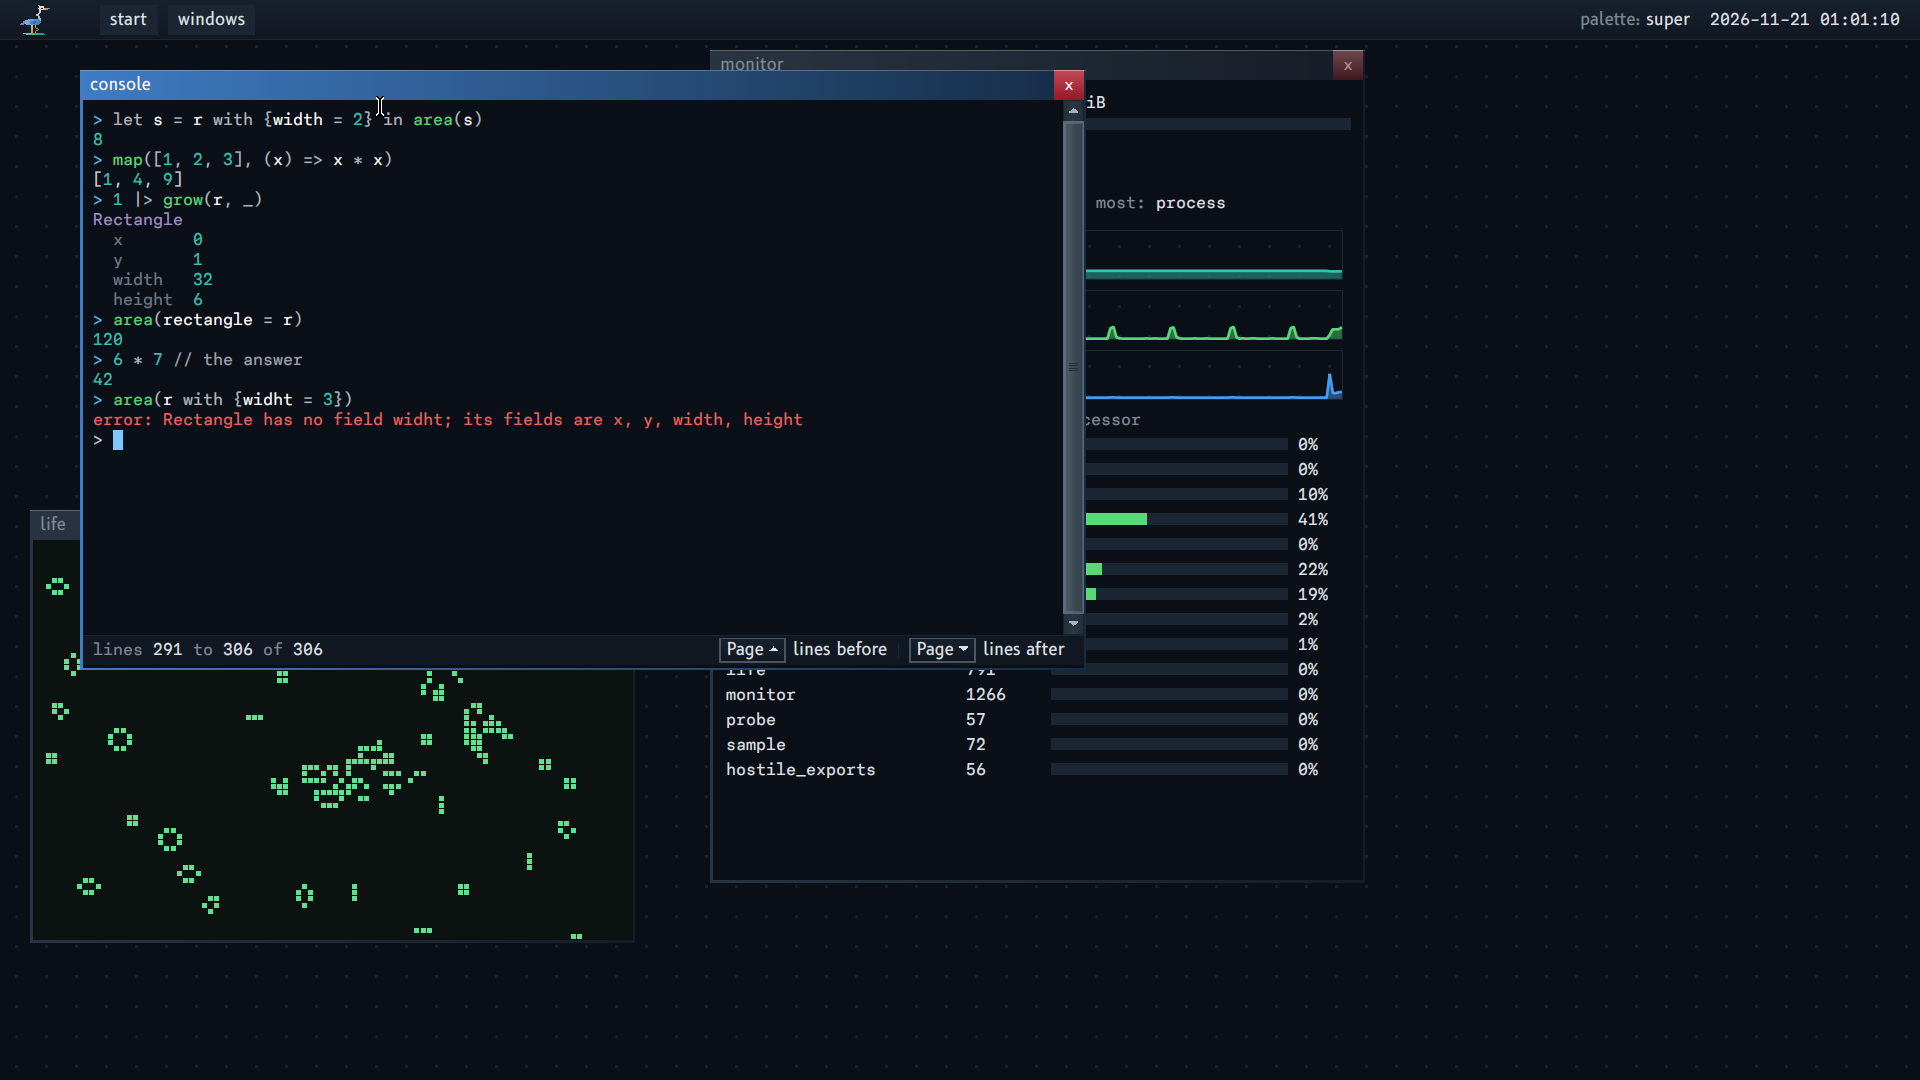 start windows palette: super 2026-11-21 01:01:10
monitor x
console x
iB
> let s = r with {width = 2} in area(s)
8
> map([1, 2, 3], (x) => x * x)
[1, 4, 9]
> 1 |> grow(r, _)
most: process
Rectangle
x 0
y 1
width 32
height 6
> area(rectangle = r)
120
> 6 * 7 // the answer
42
> area(r with {widht = 3})
error: Rectangle has no field widht; its fields are x, y, width, height
>
cessor
0%
0%
10%
41%
0%
22%
19%
2%
1%
lines 291 to 306 of 306 Page lines before Page lines after
life
life 791 0%
monitor 1266 0%
probe 57 0%
sample 72 0%
hostile_exports 56 0%